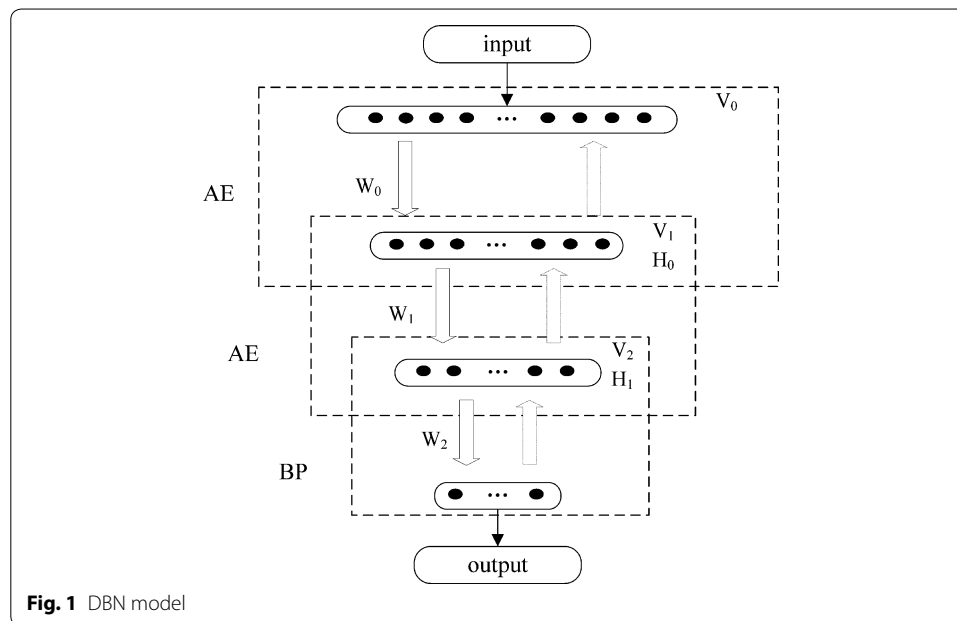 input
V₀
...
W₀
AE
V₁
...
H₀
W₁
AE
V₂
...
H₁
W₂
BP
...
output
Fig. 1 DBN model